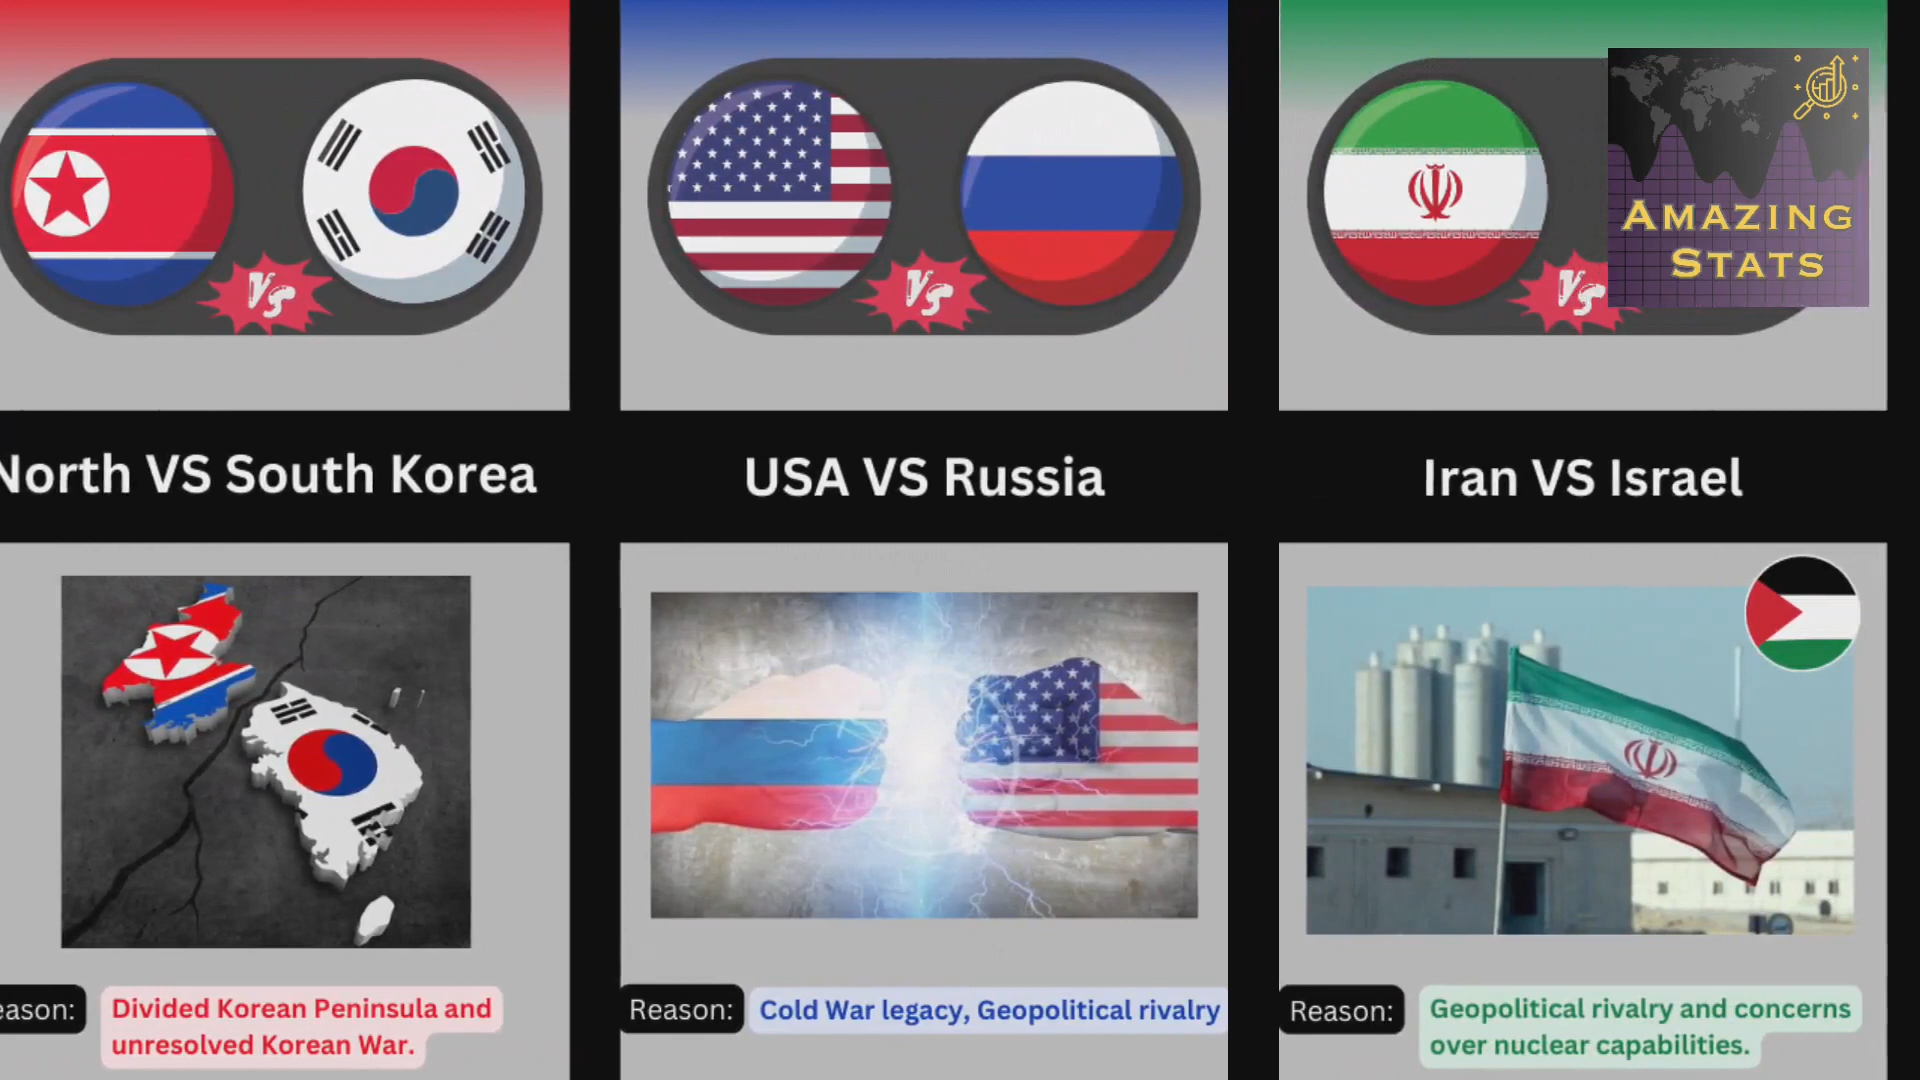 Vs
Vs
Vs
AMAZING
STATS
North VS South Korea
USA VS Russia
Iran VS Israel
eason:
Divided Korean Peninsula and
unresolved Korean War.
Reason:
Cold War legacy, Geopolitical rivalry
Reason:
Geopolitical rivalry and concerns
over nuclear capabilities.